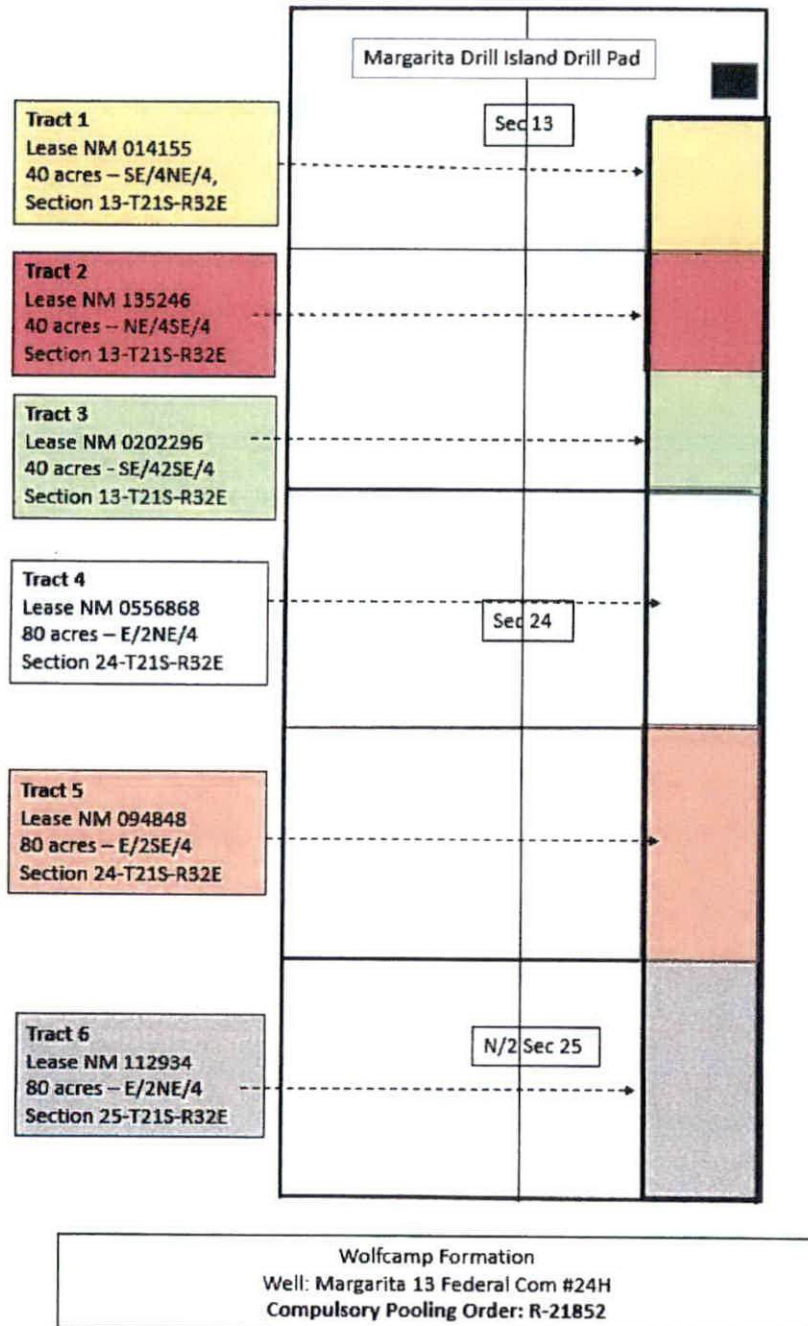 Margarita Drill Island Drill Pad
Sec 13
Tract 1
Lease NM 014155
40 acres – SE/4NE/4,
Section 13-T21S-R32E
Tract 2
Lease NM 135246
40 acres – NE/4SE/4
Section 13-T21S-R32E
Tract 3
Lease NM 0202296
40 acres - SE/42SE/4
Section 13-T21S-R32E
Tract 4
Lease NM 0556868
80 acres – E/2NE/4
Section 24-T21S-R32E
Sec 24
Tract 5
Lease NM 094848
80 acres – E/2SE/4
Section 24-T21S-R32E
Tract 6
Lease NM 112934
80 acres – E/2NE/4
Section 25-T21S-R32E
N/2 Sec 25
Wolfcamp Formation
Well: Margarita 13 Federal Com #24H
Compulsory Pooling Order: R-21852